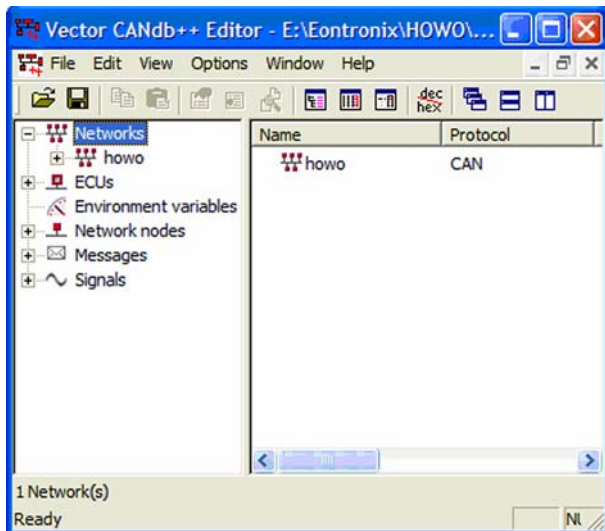 Vector CANdb++ Editor - E:\Eontronix\HOWO\...
File Edit View Options Window Help
dec
hex
Networks
howo
ECUs
Environment variables
Network nodes
Messages
Signals
Name Protocol
howo CAN
1 Network(s)
Ready